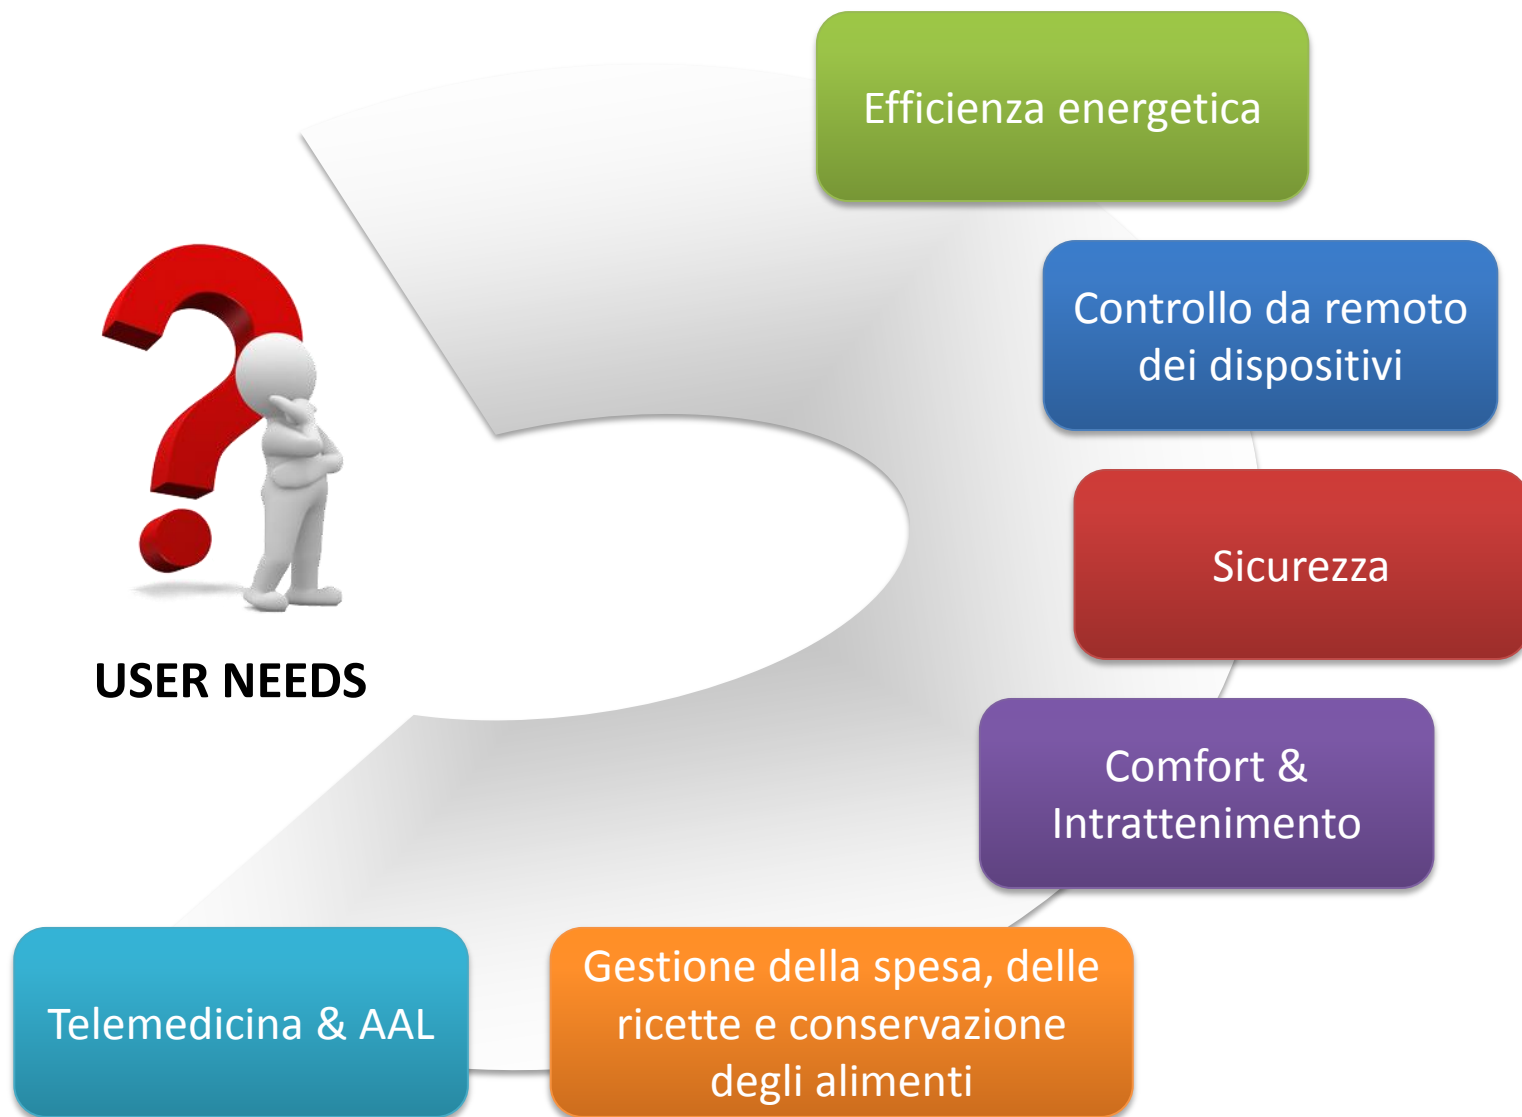 Efficienza energetica
Controllo da remoto
dei dispositivi
Sicurezza
USER NEEDS
Comfort &
Intrattenimento
Gestione della spesa, delle
ricette e conservazione
degli alimenti
Telemedicina & AAL